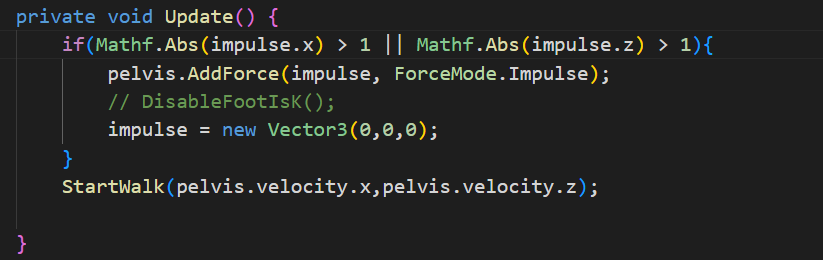 private void Update() {
if(Mathf.Abs(impulse.x) > 1 || Mathf.Abs(impulse.z) > 1){
pelvis.AddForce(impulse, ForceMode.Impulse);
// DisableFootIsK();
impulse = new Vector3(0,0,0);
}
StartWalk(pelvis.velocity.x,pelvis.velocity.z);
}